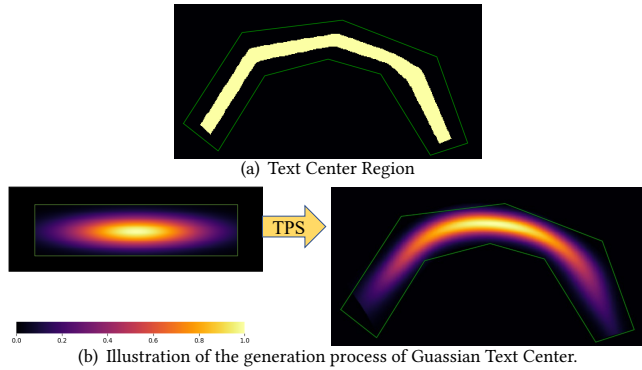 (a) Text Center Region
TPS
0.0 0.2 0.4 0.6 0.8 1.0
(b) Illustration of the generation process of Guassian Text Center.